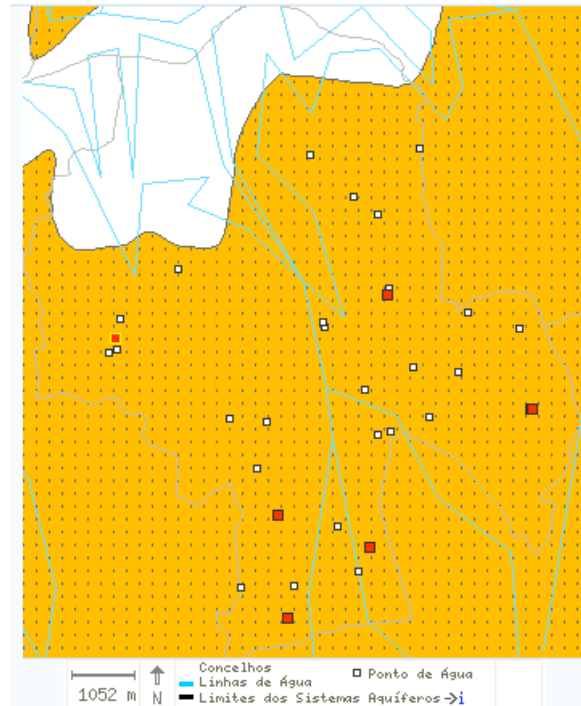 Concelhos
Linhas de Água
Limites dos Sistemas Aquíferos →i
Ponto de Água
1052 m
N